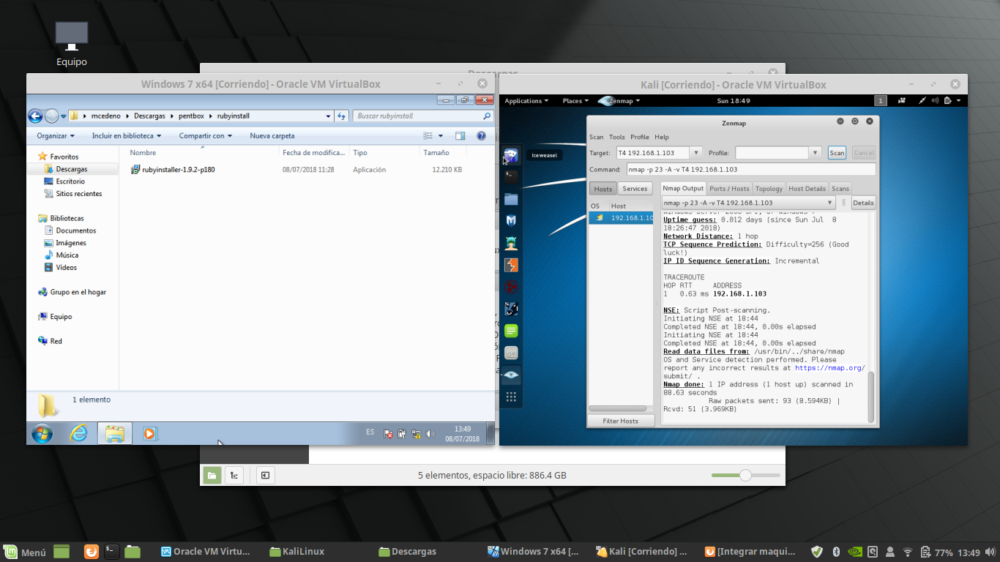 Equipo
Descargas
Windows 7 x64 [Corriendo] - Oracle VM VirtualBox
mcedeno Descargas pentbox rubyinstall
Buscar rubyinstall
Organizar Incluir en biblioteca Compartir con Nueva carpeta
Nombre Fecha de modifica... Tipo Tamaño
rubyinstaller-1.9.2-p180 08/07/2018 11:28 Aplicación 12.210 KB
Favoritos
Descargas
Escritorio
Sitios recientes
Bibliotecas
Documentos
Imágenes
Música
Vídeos
Grupo en el hogar
Equipo
Red
1 elemento
ES
13:49
08/07/2018
Kali [Corriendo] - Oracle VM VirtualBox
Applications Places Zenmap Sun 18:49 1
Iceweasel
Zenmap
Scan Tools Profile Help
Target: T4 192.168.1.103 Profile: Scan Cancel
Command: nmap -p 23 -A -v T4 192.168.1.103
Hosts Services
Nmap Output Ports / Hosts Topology Host Details Scans
OS Host
192.168.1.10
nmap -p 23 -A -v T4 192.168.1.103 Details
Uptime guess: 0.012 days (since Sun Jul 8
18:26:47 2018)
Network Distance: 1 hop
TCP Sequence Prediction: Difficulty=256 (Good
luck!)
IP ID Sequence Generation: Incremental
TRACEROUTE
HOP RTT ADDRESS
1 0.63 ms 192.168.1.103
NSE: Script Post-scanning.
Initiating NSE at 18:44
Completed NSE at 18:44, 0.00s elapsed
Initiating NSE at 18:44
Completed NSE at 18:44, 0.00s elapsed
Read data files from: /usr/bin/../share/nmap
OS and Service detection performed. Please
report any incorrect results at https://nmap.org/
submit/ .
Nmap done: 1 IP address (1 host up) scanned in
88.63 seconds
Raw packets sent: 93 (8.594KB) |
Rcvd: 51 (3.969KB)
Filter Hosts
5 elementos, espacio libre: 886.4 GB
Menú
Oracle VM Virtu...
KaliLinux
Descargas
Windows 7 x64 [...
Kali [Corriendo] ...
[Integrar maqui...
77% 13:49